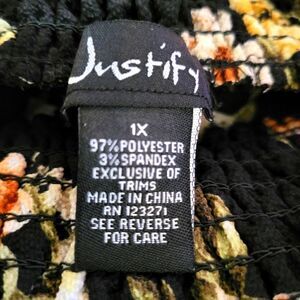 Justify
1X
97% POLYESTER
3% SPANDEX
EXCLUSIVE OF
TRIMS
MADE IN CHINA
RN 123271
SEE REVERSE
FOR CARE